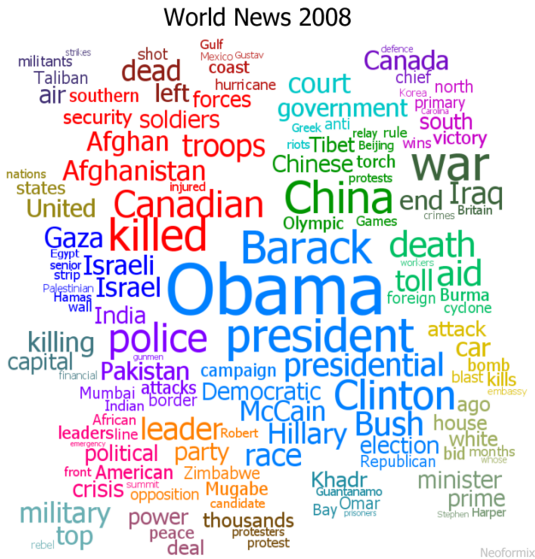 World News 2008
strikes
Gulf
defence
militants
shot
Mexico
Gustav
Canada
Taliban
dead
coast
court
chief
north
air
left
hurricane
Korea
southern
forces
government
primary
Carolina
security
soldiers
Greek
anti
relay
rule
south
victory
Afghan
troops
riots
Tibet
Beijing
wins
nations
Afghanistan
Chinese
torch
war
states
injured
protests
United
Canadian
China
end
Iraq
Olympic
Games
crimes
Britain
Gaza
killed
Barack
death
Egypt
senior
Israeli
workers
strip
Palestinian
Israel
Obama
toll
aid
Hamas
foreign
Burma
wall
India
cyclone
killing
police
president
attack
capital
gunmen
car
financial
Pakistan
campaign
presidential
bomb
blast
kills
Mumbai
attacks
Democratic
Clinton
embassy
Indian
border
McCain
ago
African
leader
Bush
house
leaders
line
Robert
Hillary
white
emergency
political
party
race
election
bid
months
front
American
Zimbabwe
Republican
whose
crisis
summit
Khadr
minister
opposition
Mugabe
Guantanamo
prime
candidate
military
power
thousands
Bay
Omar
Stephen
Harper
top
peace
protesters
prisoners
rebel
deal
protest
Neoformix